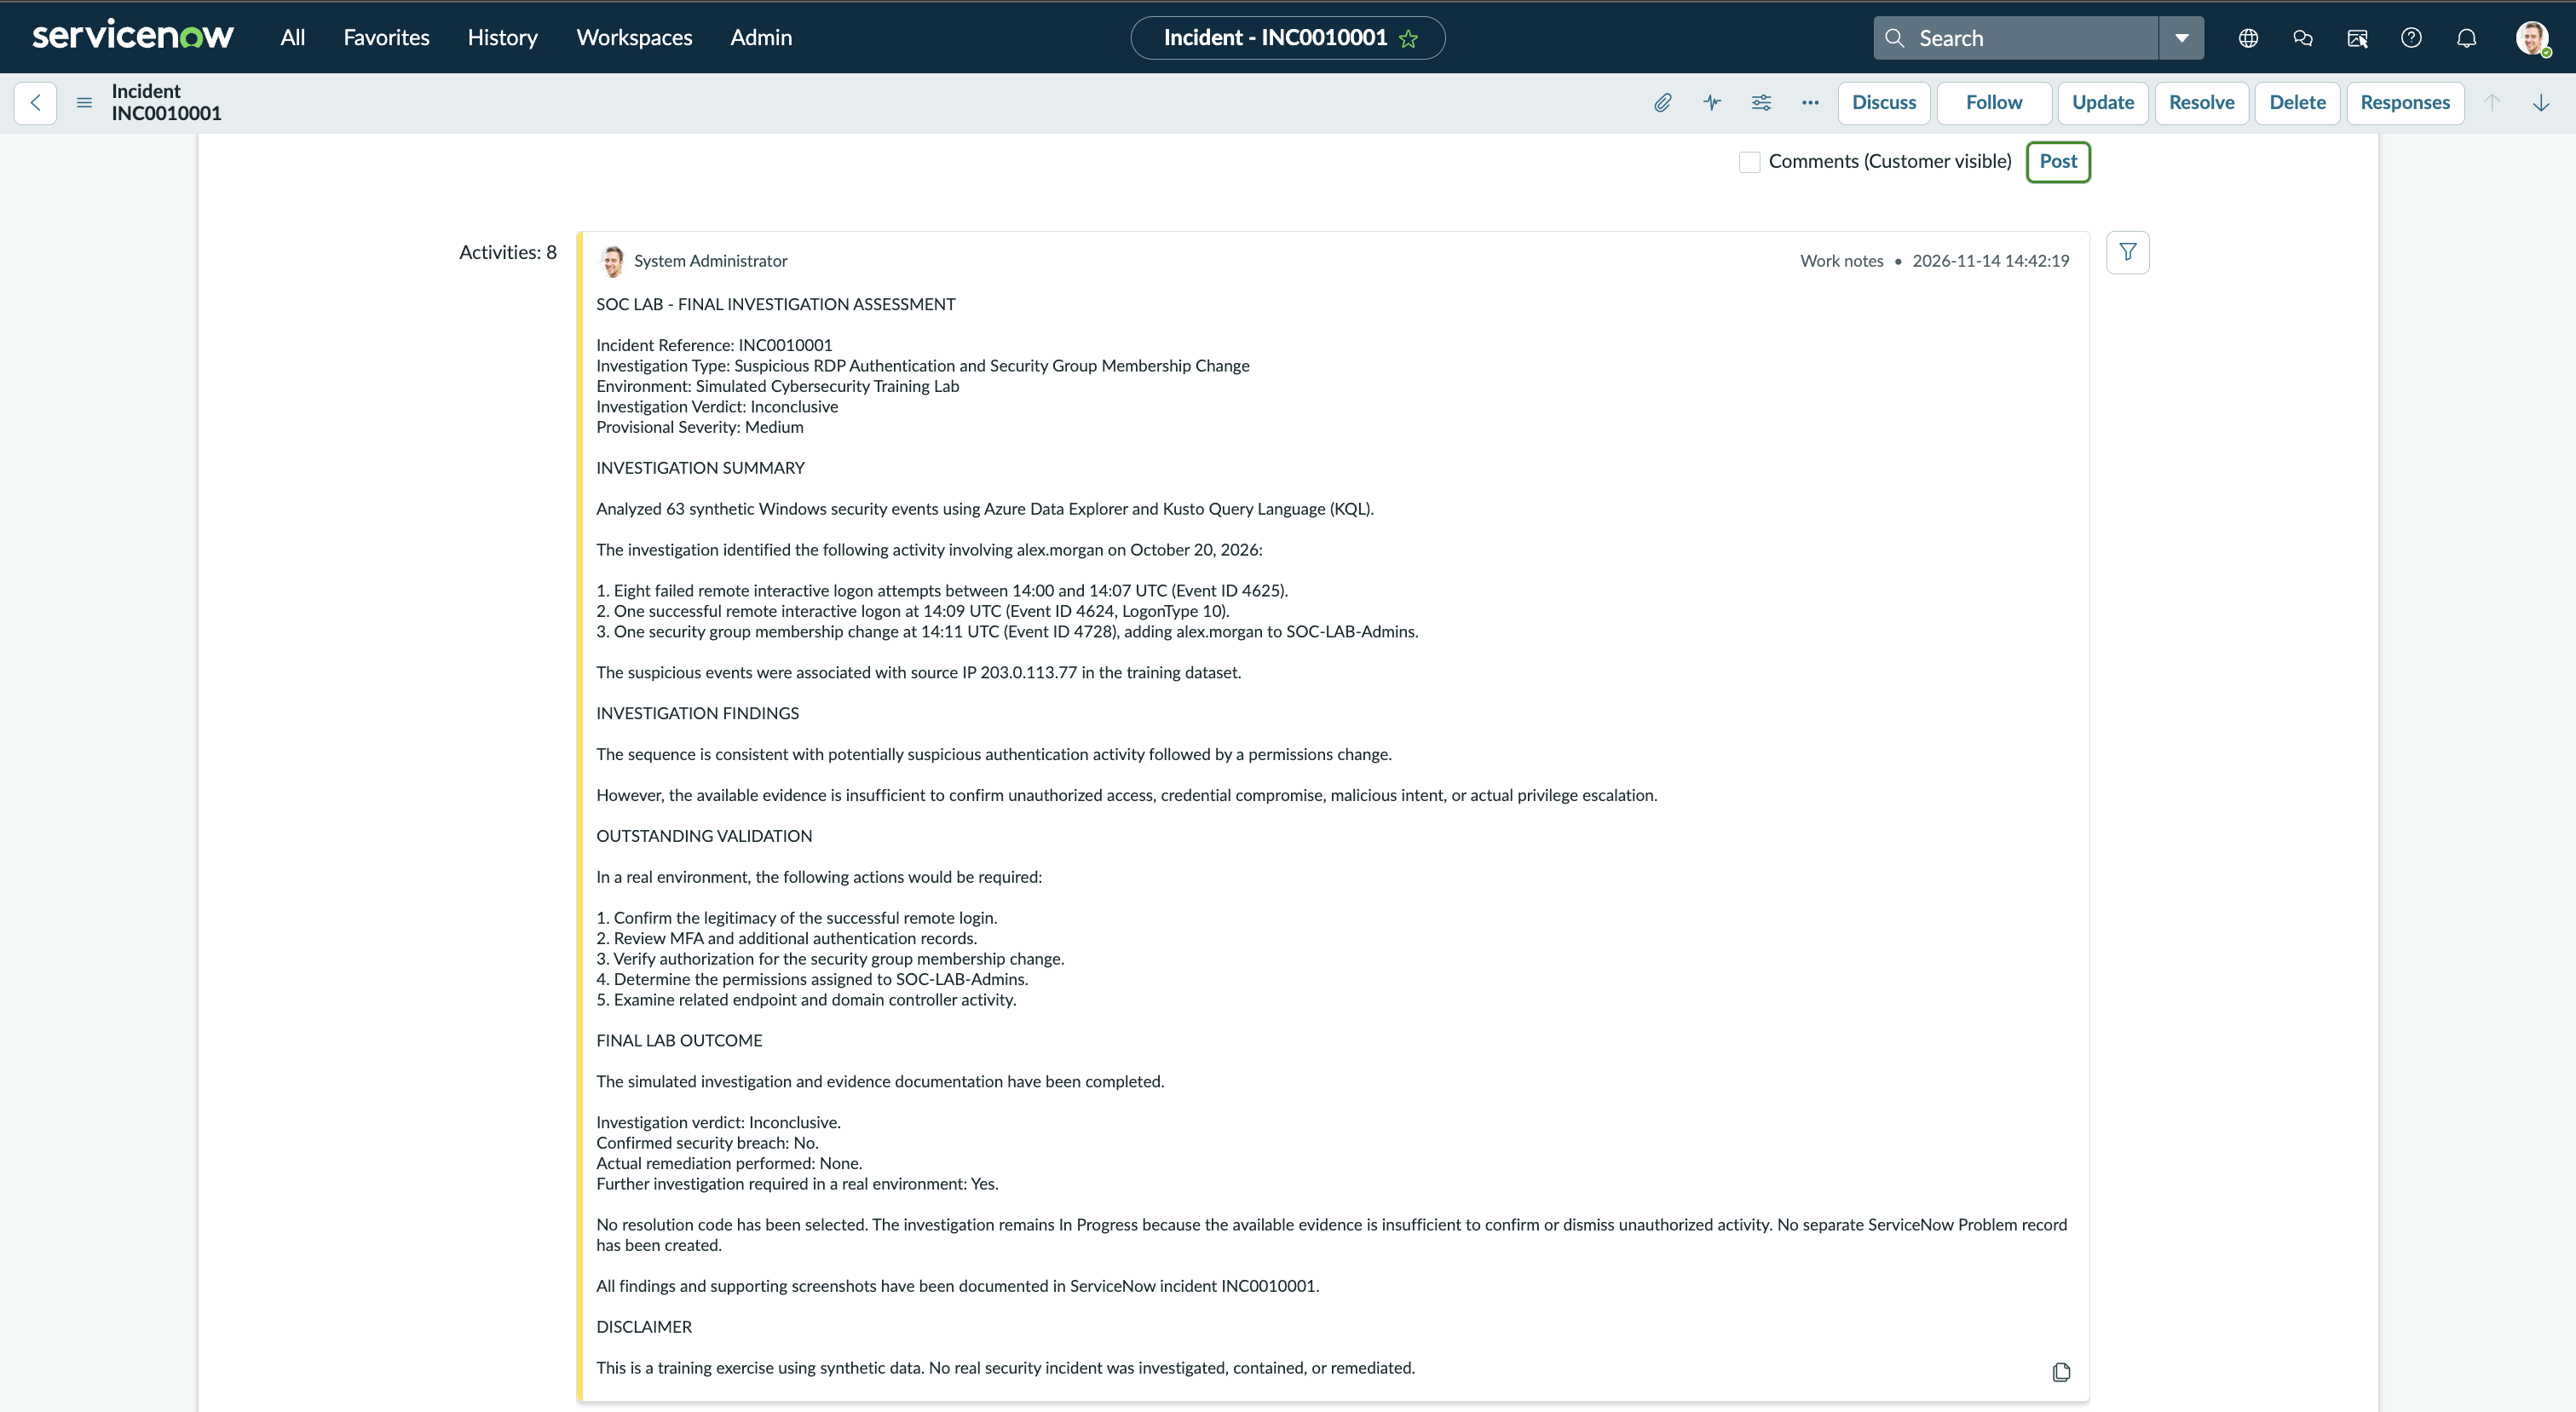 servicenow
All
Favorites
History
Workspaces
Admin
Incident - INC0010001
Search
Incident
INC0010001
Discuss
Follow
Update
Resolve
Delete
Responses
Comments (Customer visible)
Post
Activities: 8
System Administrator
Work notes • 2026-11-14 14:42:19
SOC LAB - FINAL INVESTIGATION ASSESSMENT
Incident Reference: INC0010001
Investigation Type: Suspicious RDP Authentication and Security Group Membership Change
Environment: Simulated Cybersecurity Training Lab
Investigation Verdict: Inconclusive
Provisional Severity: Medium
INVESTIGATION SUMMARY
Analyzed 63 synthetic Windows security events using Azure Data Explorer and Kusto Query Language (KQL).
The investigation identified the following activity involving alex.morgan on October 20, 2026:
1. Eight failed remote interactive logon attempts between 14:00 and 14:07 UTC (Event ID 4625).
2. One successful remote interactive logon at 14:09 UTC (Event ID 4624, LogonType 10).
3. One security group membership change at 14:11 UTC (Event ID 4728), adding alex.morgan to SOC-LAB-Admins.
The suspicious events were associated with source IP 203.0.113.77 in the training dataset.
INVESTIGATION FINDINGS
The sequence is consistent with potentially suspicious authentication activity followed by a permissions change.
However, the available evidence is insufficient to confirm unauthorized access, credential compromise, malicious intent, or actual privilege escalation.
OUTSTANDING VALIDATION
In a real environment, the following actions would be required:
1. Confirm the legitimacy of the successful remote login.
2. Review MFA and additional authentication records.
3. Verify authorization for the security group membership change.
4. Determine the permissions assigned to SOC-LAB-Admins.
5. Examine related endpoint and domain controller activity.
FINAL LAB OUTCOME
The simulated investigation and evidence documentation have been completed.
Investigation verdict: Inconclusive.
Confirmed security breach: No.
Actual remediation performed: None.
Further investigation required in a real environment: Yes.
No resolution code has been selected. The investigation remains In Progress because the available evidence is insufficient to confirm or dismiss unauthorized activity. No separate ServiceNow Problem record
has been created.
All findings and supporting screenshots have been documented in ServiceNow incident INC0010001.
DISCLAIMER
This is a training exercise using synthetic data. No real security incident was investigated, contained, or remediated.